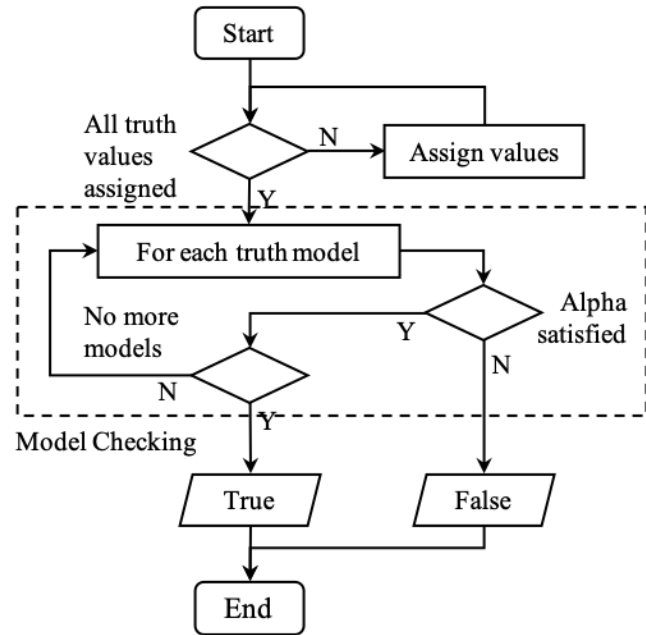 Start
All truth
values
assigned
N
Assign values
Y
For each truth model
No more
models
Y
Alpha
satisfied
N
N
Y
Model Checking
True
False
End